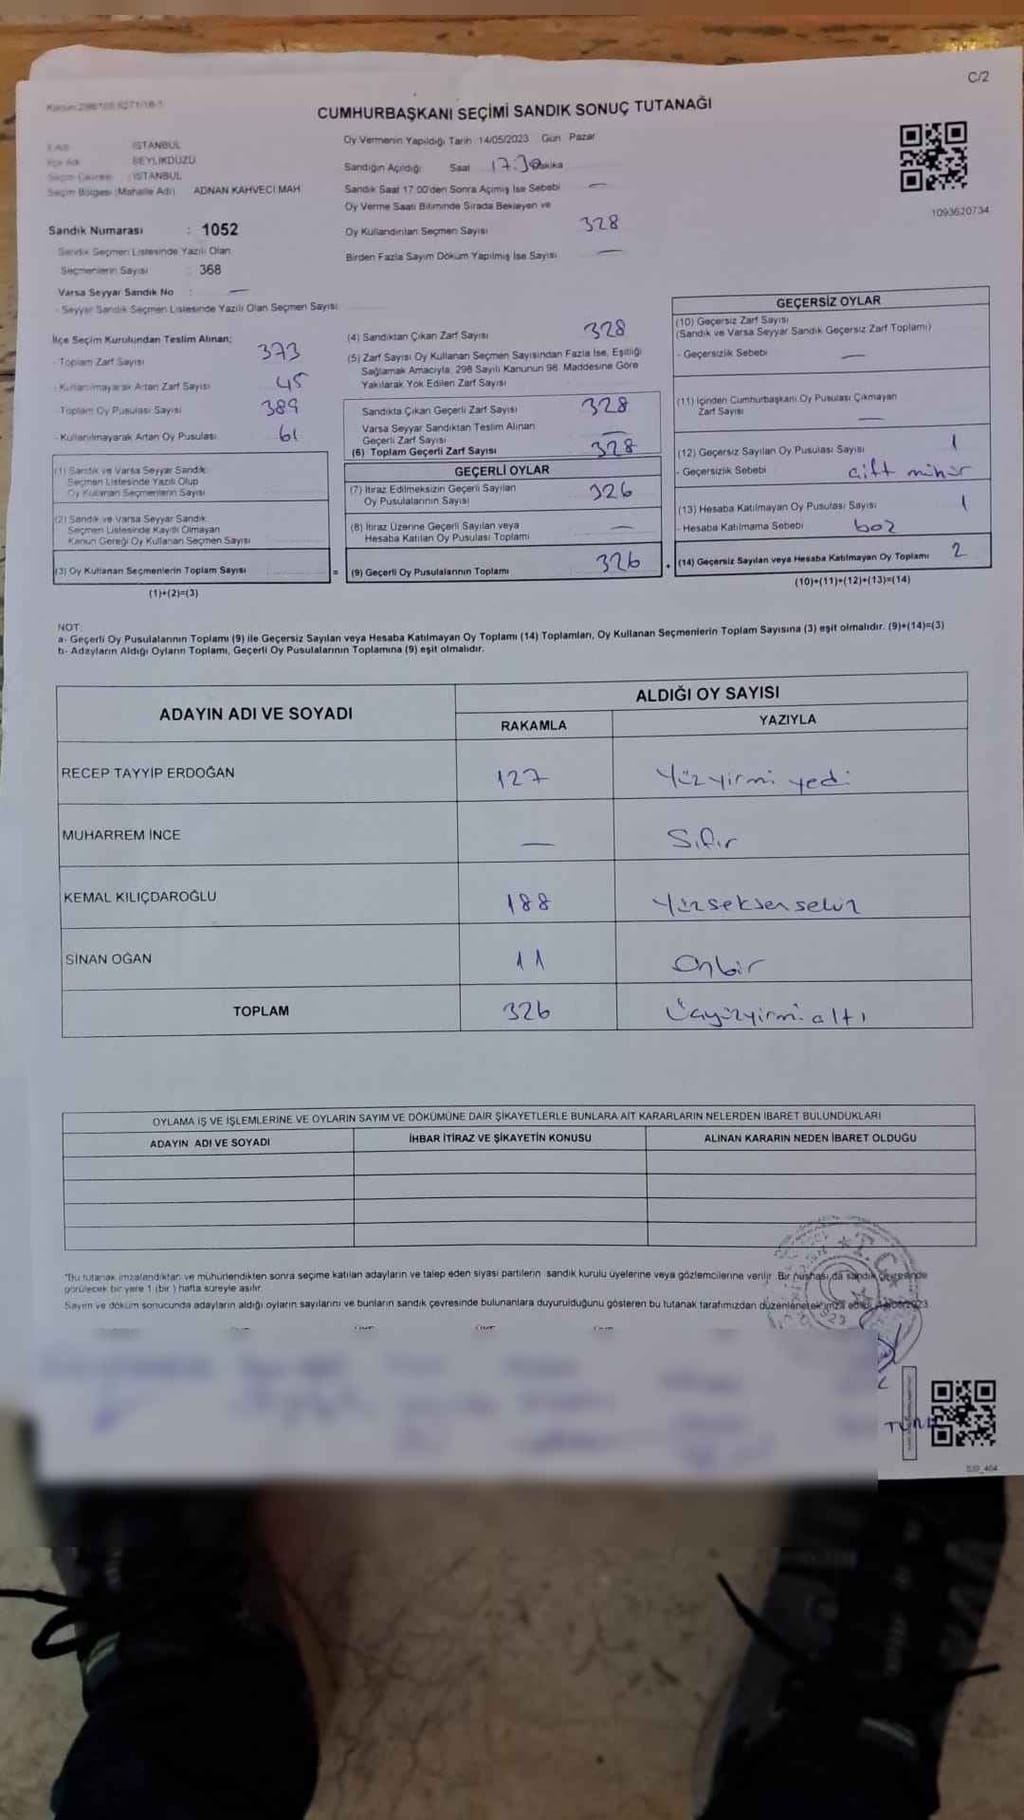 C/2
CUMHURBAŞKANI SEÇİMİ SANDIK SONUÇ TUTANAĞI
İSTANBUL
BEYLİKDÜZÜ
İSTANBUL
Seçim Bölgesi (Mahalle Adı) ADNAN KAHVECİ MAH
Sandık Numarası : 1052
Sandık Seçmen Listesinde Yazılı Olan
Seçmenlerin Sayısı : 368
Varsa Seyyar Sandık No : —
- Seyyar Sandık Seçmen Listesinde Yazılı Olan Seçmen Sayısı
Oy Vermenin Yapıldığı Tarih 14/05/2023 Gün Pazar
Sandığın Açıldığı Saat 17.30 Dakika
Sandık Saat 17.00'den Sonra Açılmış İse Sebebi —
Oy Verme Saati Bitiminde Sırada Bekleyen ve
Oy Kullandırılan Seçmen Sayısı 328
Birden Fazla Sayım Döküm Yapılmış İse Sayısı —
1093620734
İlçe Seçim Kurulundan Teslim Alınan;
- Toplam Zarf Sayısı 373
- Kullanılmayarak Artan Zarf Sayısı 45
- Toplam Oy Pusulası Sayısı 389
- Kullanılmayarak Artan Oy Pusulası 61
(1) Sandık ve Varsa Seyyar Sandık
Seçmen Listesinde Yazılı Olup
Oy Kullanan Seçmenlerin Sayısı
(2) Sandık ve Varsa Seyyar Sandık
Seçmen Listesinde Kayıtlı Olmayan
Kanun Gereği Oy Kullanan Seçmen Sayısı
(3) Oy Kullanan Seçmenlerin Toplam Sayısı
(1)+(2)=(3)
(4) Sandıktan Çıkan Zarf Sayısı 328
(5) Zarf Sayısı Oy Kullanan Seçmen Sayısından Fazla İse, Eşitliği
Sağlamak Amacıyla, 298 Sayılı Kanunun 98. Maddesine Göre
Yakılarak Yok Edilen Zarf Sayısı
Sandıkta Çıkan Geçerli Zarf Sayısı 328
Varsa Seyyar Sandıktan Teslim Alınan
Geçerli Zarf Sayısı —
(6) Toplam Geçerli Zarf Sayısı 328
GEÇERLİ OYLAR
(7) İtiraz Edilmeksizin Geçerli Sayılan
Oy Pusulalarının Sayısı 326
(8) İtiraz Üzerine Geçerli Sayılan veya
Hesaba Katılan Oy Pusulası Toplamı —
= (9) Geçerli Oy Pusulalarının Toplamı 326
GEÇERSİZ OYLAR
(10) Geçersiz Zarf Sayısı
(Sandık ve Varsa Seyyar Sandık Geçersiz Zarf Toplamı)
- Geçersizlik Sebebi —
(11) İçinden Cumhurbaşkanı Oy Pusulası Çıkmayan
Zarf Sayısı —
(12) Geçersiz Sayılan Oy Pusulası Sayısı 1
- Geçersizlik Sebebi çift mühür
(13) Hesaba Katılmayan Oy Pusulası Sayısı 1
- Hesaba Katılmama Sebebi boz
+ (14) Geçersiz Sayılan veya Hesaba Katılmayan Oy Toplamı 2
(10)+(11)+(12)+(13)=(14)
NOT:
a- Geçerli Oy Pusulalarının Toplamı (9) ile Geçersiz Sayılan veya Hesaba Katılmayan Oy Toplamı (14) Toplamları, Oy Kullanan Seçmenlerin Toplam Sayısına (3) eşit olmalıdır. (9)+(14)=(3)
b- Adayların Aldığı Oyların Toplamı, Geçerli Oy Pusulalarının Toplamına (9) eşit olmalıdır.
ADAYIN ADI VE SOYADI
ALDIĞI OY SAYISI
RAKAMLA YAZIYLA
RECEP TAYYİP ERDOĞAN 127 Yüzyirmi yedi
MUHARREM İNCE — Sıfır
KEMAL KILIÇDAROĞLU 188 Yüzseksen sekiz
SİNAN OĞAN 11 Onbir
TOPLAM 326 Üçyüzyirmi altı
OYLAMA İŞ VE İŞLEMLERİNE VE OYLARIN SAYIM VE DÖKÜMÜNE DAİR ŞİKAYETLERLE BUNLARA AİT KARARLARIN NELERDEN İBARET BULUNDUKLARI
ADAYIN ADI VE SOYADI İHBAR İTİRAZ VE ŞİKAYETİN KONUSU ALINAN KARARIN NEDEN İBARET OLDUĞU
"Bu tutanak imzalandıktan ve mühürlendikten sonra seçime katılan adayların ve talep eden siyasi partilerin sandık kurulu üyelerine veya gözlemcilerine verilir. Bir nüshası da sandık çevresinde
görülecek bir yere 1 (bir) hafta süreyle asılır.
Sayım ve döküm sonucunda adayların aldığı oyların sayılarını ve bunların sandık çevresinde bulunanlara duyurulduğunu gösteren bu tutanak tarafımızdan düzenlenerek imza edildi.
T.C.